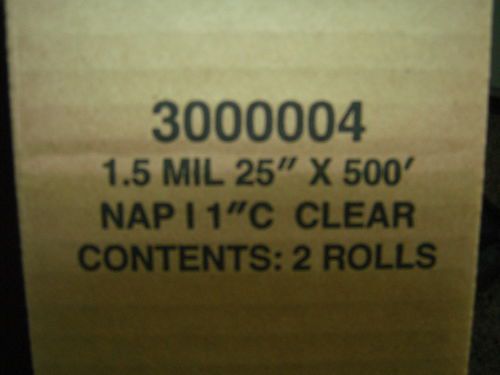 3000004
1.5 MIL 25″ X 500′
NAP I 1″C CLEAR
CONTENTS: 2 ROLLS